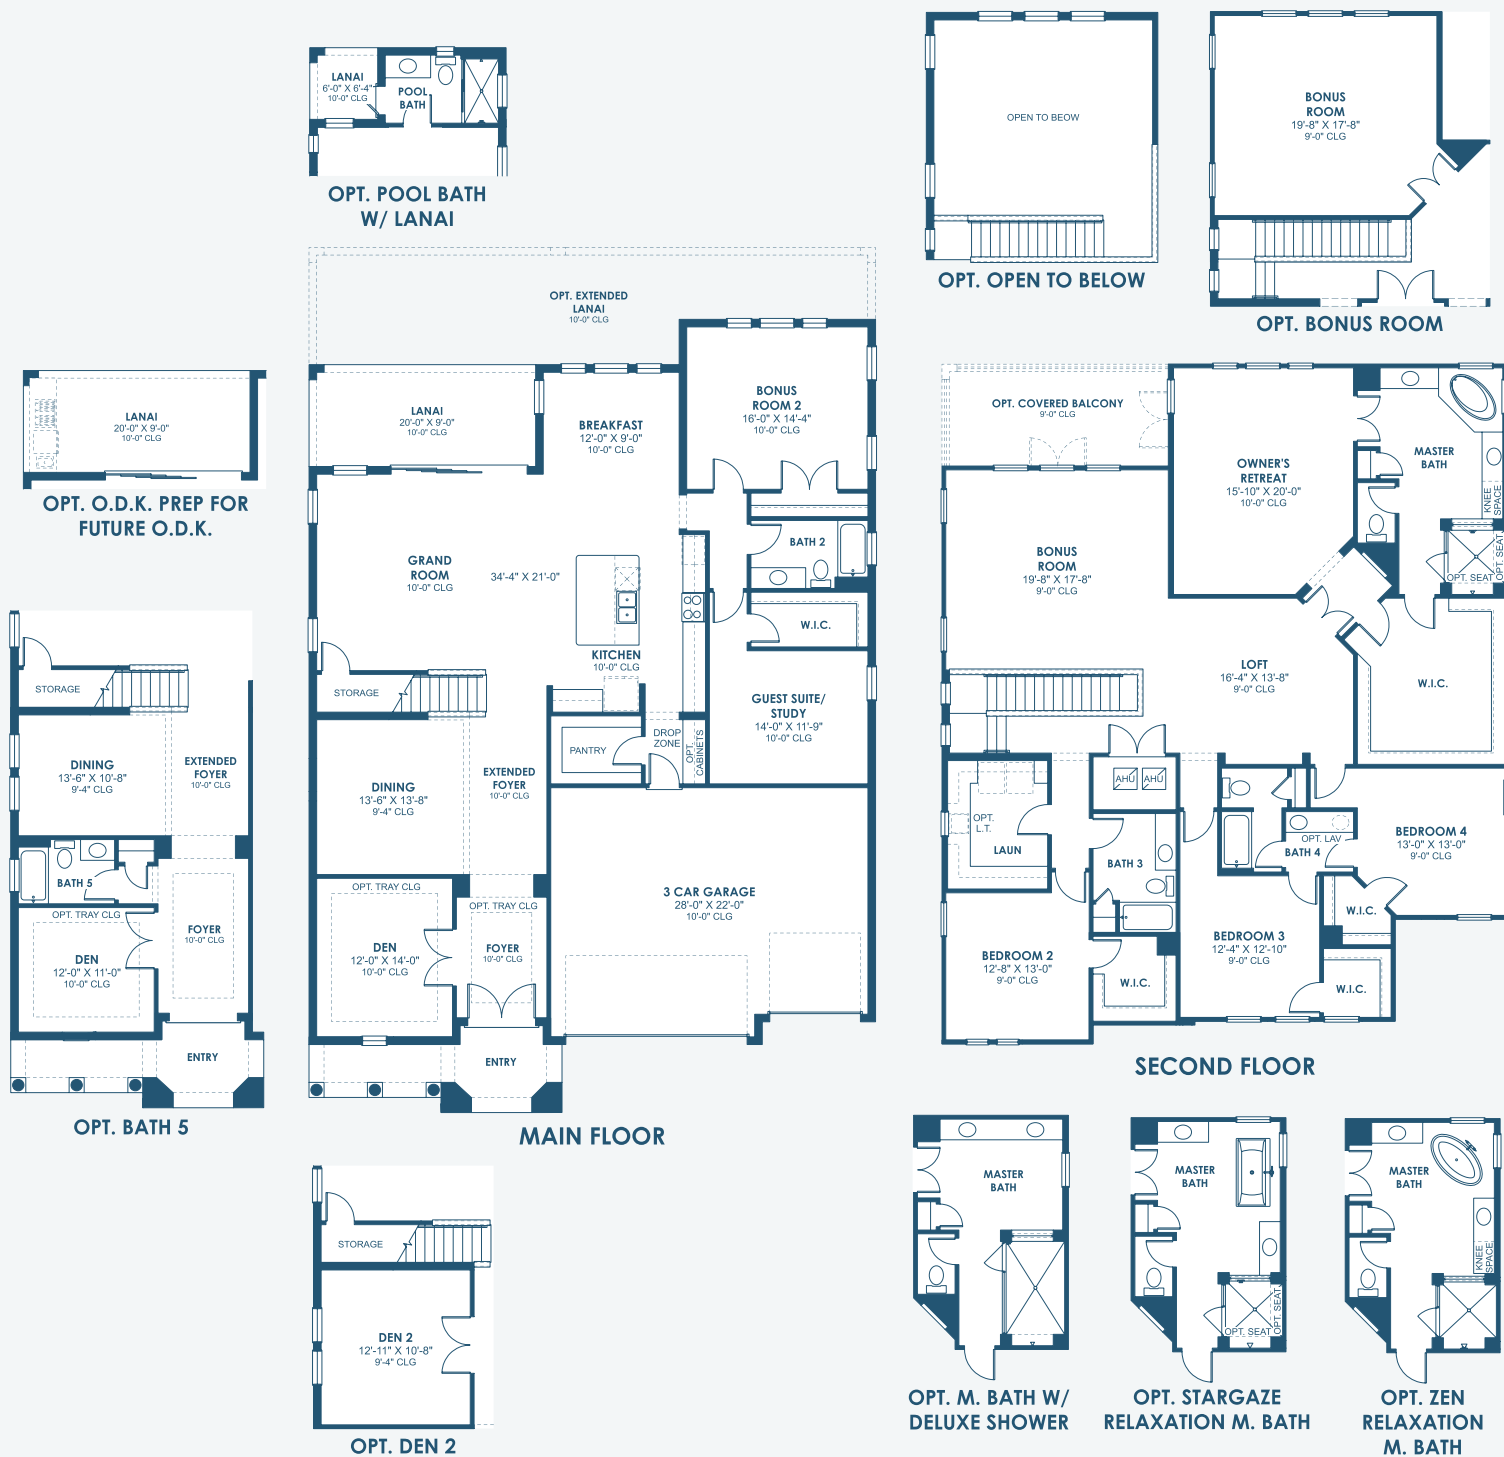 LANAI
6'-0" X 6'-4"
10'-0" CLG
POOL
BATH
OPT. POOL BATH
W/ LANAI
OPEN TO BEOW
OPT. OPEN TO BELOW
BONUS
ROOM
19'-8" X 17'-8"
9'-0" CLG
OPT. BONUS ROOM
LANAI
20'-0" X 9'-0"
10'-0" CLG
OPT. O.D.K. PREP FOR
FUTURE O.D.K.
STORAGE
DINING
13'-6" X 10'-8"
9'-4" CLG
EXTENDED
FOYER
10'-0" CLG
BATH 5
OPT. TRAY CLG
DEN
12'-0" X 11'-0"
10'-0" CLG
FOYER
10'-0" CLG
ENTRY
OPT. BATH 5
OPT. EXTENDED
LANAI
10'-0" CLG
LANAI
20'-0" X 9'-0"
10'-0" CLG
BREAKFAST
12'-0" X 9'-0"
10'-0" CLG
BONUS
ROOM 2
16'-0" X 14'-4"
10'-0" CLG
GRAND
ROOM
10'-0" CLG
34'-4" X 21'-0"
BATH 2
W.I.C.
KITCHEN
10'-0" CLG
STORAGE
GUEST SUITE/
STUDY
14'-0" X 11'-9"
10'-0" CLG
PANTRY
DROP
ZONE
OPT.
CABINETS
DINING
13'-6" X 13'-8"
9'-4" CLG
EXTENDED
FOYER
10'-0" CLG
OPT. TRAY CLG
DEN
12'-0" X 14'-0"
10'-0" CLG
OPT. TRAY CLG
FOYER
10'-0" CLG
3 CAR GARAGE
28'-0" X 22'-0"
10'-0" CLG
ENTRY
MAIN FLOOR
STORAGE
DEN 2
12'-11" X 10'-8"
9'-4" CLG
OPT. DEN 2
OPT. COVERED BALCONY
9'-0" CLG
OWNER'S
RETREAT
15'-10" X 20'-0"
10'-0" CLG
MASTER
BATH
KNEE
SPACE
OPT. SEAT
OPT. SEAT
BONUS
ROOM
19'-8" X 17'-8"
9'-0" CLG
LOFT
16'-4" X 13'-8"
9'-0" CLG
W.I.C.
AHU
AHU
OPT.
L.T.
LAUN
BATH 3
OPT. LAV
BATH 4
BEDROOM 4
13'-0" X 13'-0"
9'-0" CLG
W.I.C.
BEDROOM 2
12'-8" X 13'-0"
9'-0" CLG
W.I.C.
BEDROOM 3
12'-4" X 12'-10"
9'-0" CLG
W.I.C.
SECOND FLOOR
MASTER
BATH
OPT. M. BATH W/
DELUXE SHOWER
MASTER
BATH
OPT. SEAT
OPT. SEAT
OPT. STARGAZE
RELAXATION M. BATH
MASTER
BATH
KNEE
SPACE
OPT. ZEN
RELAXATION
M. BATH